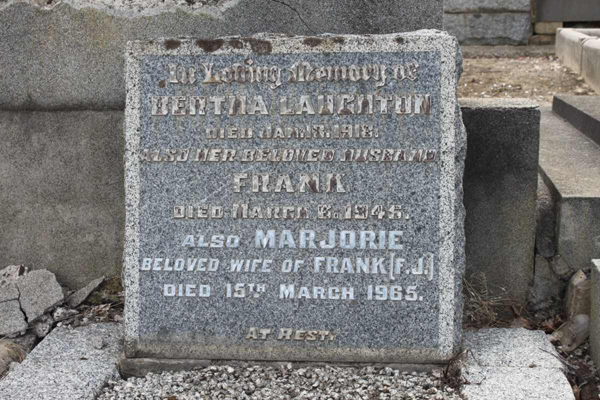 In Loving Memory of
BERTHA LAUGHTON
DIED JAN. 1918.
ALSO HER BELOVED HUSBAND
FRANK
DIED MARCH 6. 1945.
ALSO MARJORIE
BELOVED WIFE OF FRANK [F.J.]
DIED 15TH MARCH 1965.
AT REST.